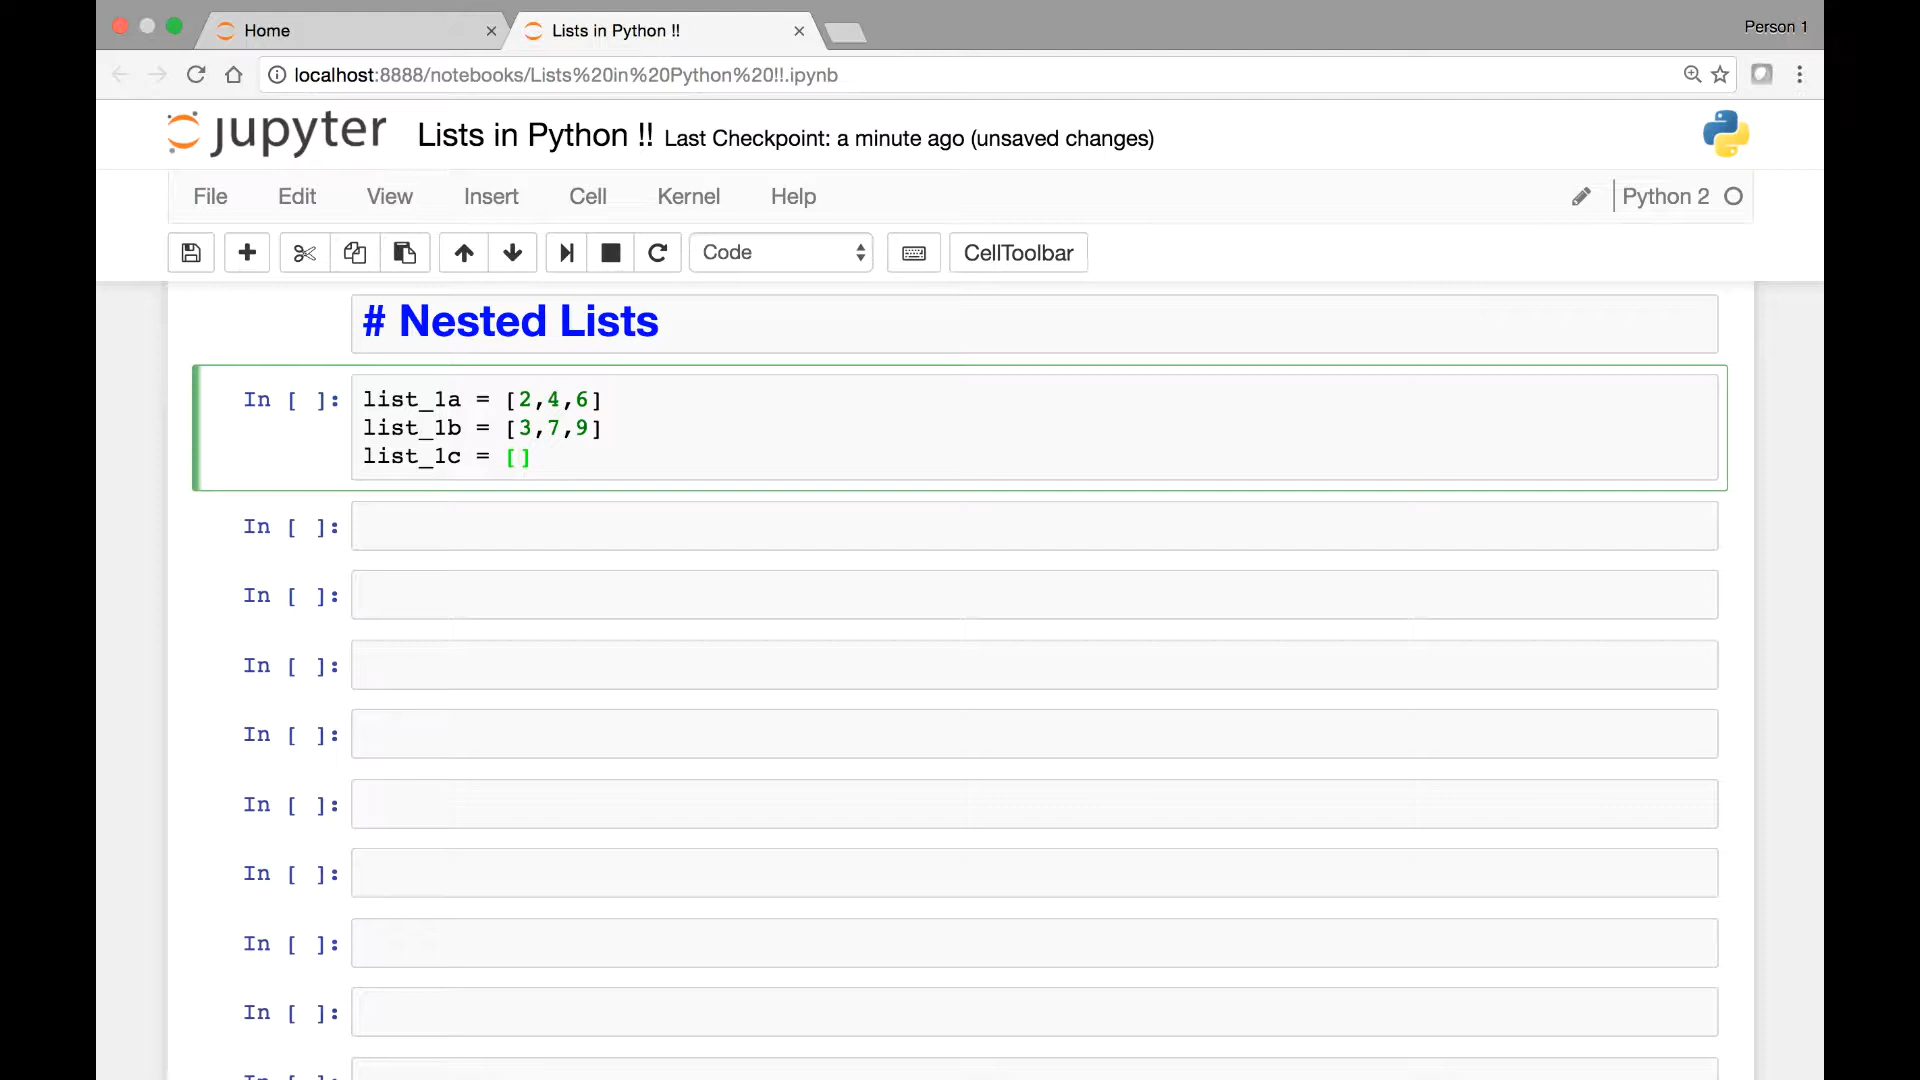 Home
Lists in Python !!
Person 1
localhost:8888/notebooks/Lists%20in%20Python%20!!.ipynb
jupyter Lists in Python !! Last Checkpoint: a minute ago (unsaved changes)
File Edit View Insert Cell Kernel Help Python 2
Code CellToolbar
# Nested Lists
In [ ]: list_1a = [2,4,6]
list_1b = [3,7,9]
list_1c = []
In [ ]:
In [ ]:
In [ ]:
In [ ]:
In [ ]:
In [ ]:
In [ ]:
In [ ]:
In [ ]: